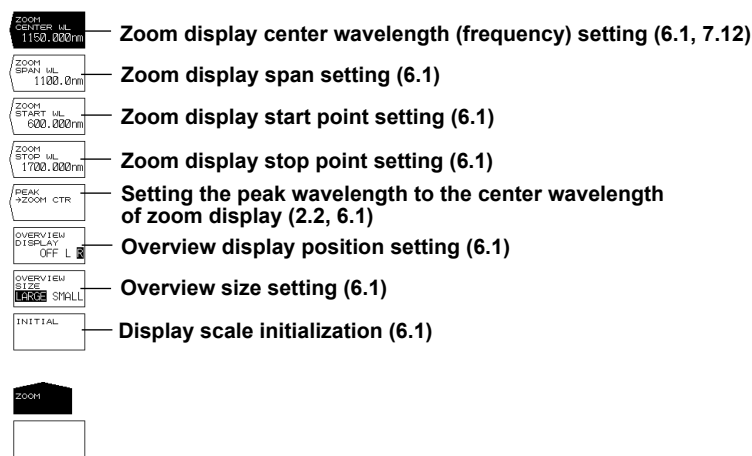 ZOOM
CENTER WL
1150.000nm
Zoom display center wavelength (frequency) setting (6.1, 7.12)
ZOOM
SPAN WL
1100.0nm
Zoom display span setting (6.1)
ZOOM
START WL
600.000nm
Zoom display start point setting (6.1)
ZOOM
STOP WL
1700.000nm
Zoom display stop point setting (6.1)
PEAK
→ZOOM CTR
Setting the peak wavelength to the center wavelength
of zoom display (2.2, 6.1)
OVERVIEW
DISPLAY
OFF L R
Overview display position setting (6.1)
OVERVIEW
SIZE
LARGE SMALL
Overview size setting (6.1)
INITIAL
Display scale initialization (6.1)
ZOOM